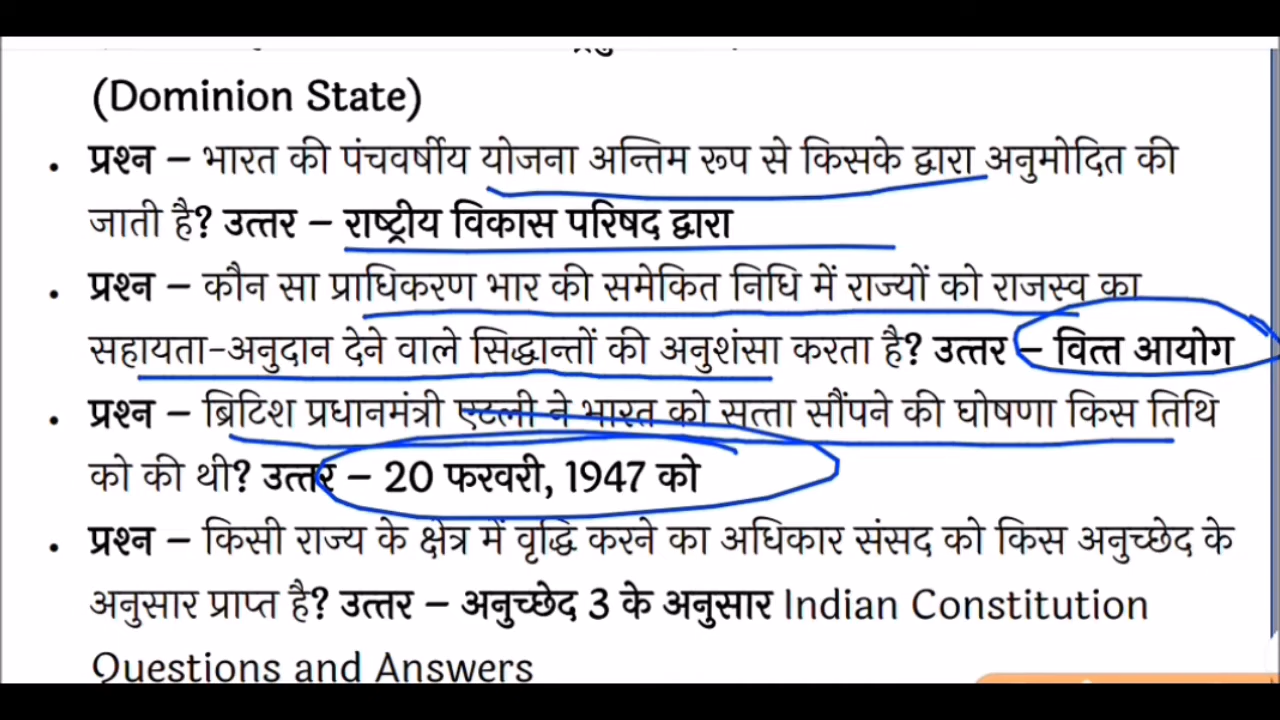 (Dominion State)
• प्रश्न – भारत की पंचवर्षीय योजना अन्तिम रूप से किसके द्वारा अनुमोदित की
जाती है? उत्तर – राष्ट्रीय विकास परिषद द्वारा
• प्रश्न – कौन सा प्राधिकरण भार की समेकित निधि में राज्यों को राजस्व का
सहायता-अनुदान देने वाले सिद्धान्तों की अनुशंसा करता है? उत्तर – वित्त आयोग
• प्रश्न – ब्रिटिश प्रधानमंत्री एटली ने भारत को सत्ता सौंपने की घोषणा किस तिथि
को की थी? उत्तर – 20 फरवरी, 1947 को
• प्रश्न – किसी राज्य के क्षेत्र में वृद्धि करने का अधिकार संसद को किस अनुच्छेद के
अनुसार प्राप्त है? उत्तर – अनुच्छेद 3 के अनुसार Indian Constitution
Questions and Answers